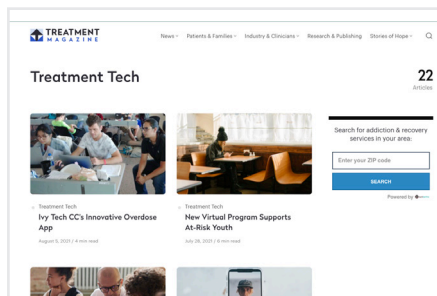 TREATMENT
MAGAZINE
News
Patients & Families
Industry & Clinicians
Research & Publishing
Stories of Hope
Treatment Tech
22
Articles
Treatment Tech
Ivy Tech CC's Innovative Overdose
App
August 5, 2021 / 4 min read
Treatment Tech
New Virtual Program Supports
At-Risk Youth
July 28, 2021 / 6 min read
Search for addiction & recovery
services in your area:
Enter your ZIP code
SEARCH
Powered by